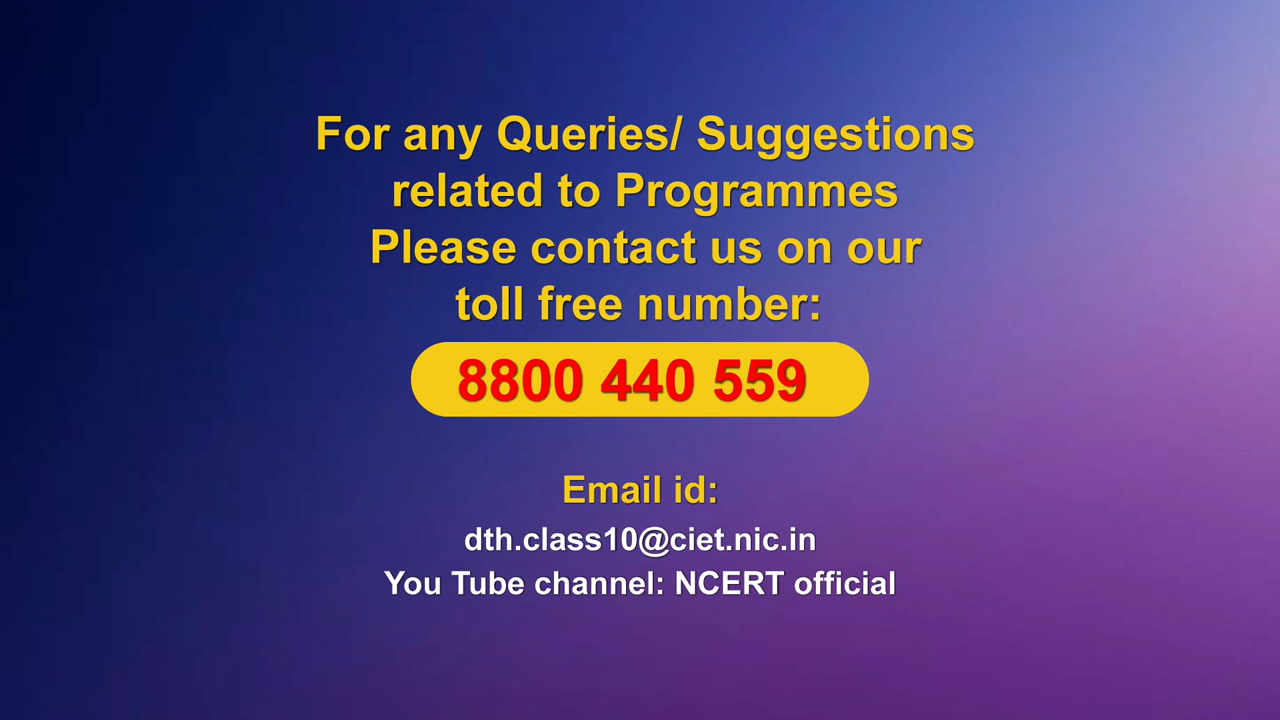 For any Queries/ Suggestions
related to Programmes
Please contact us on our
toll free number:
8800 440 559
Email id:
dth.class10@ciet.nic.in
You Tube channel: NCERT official